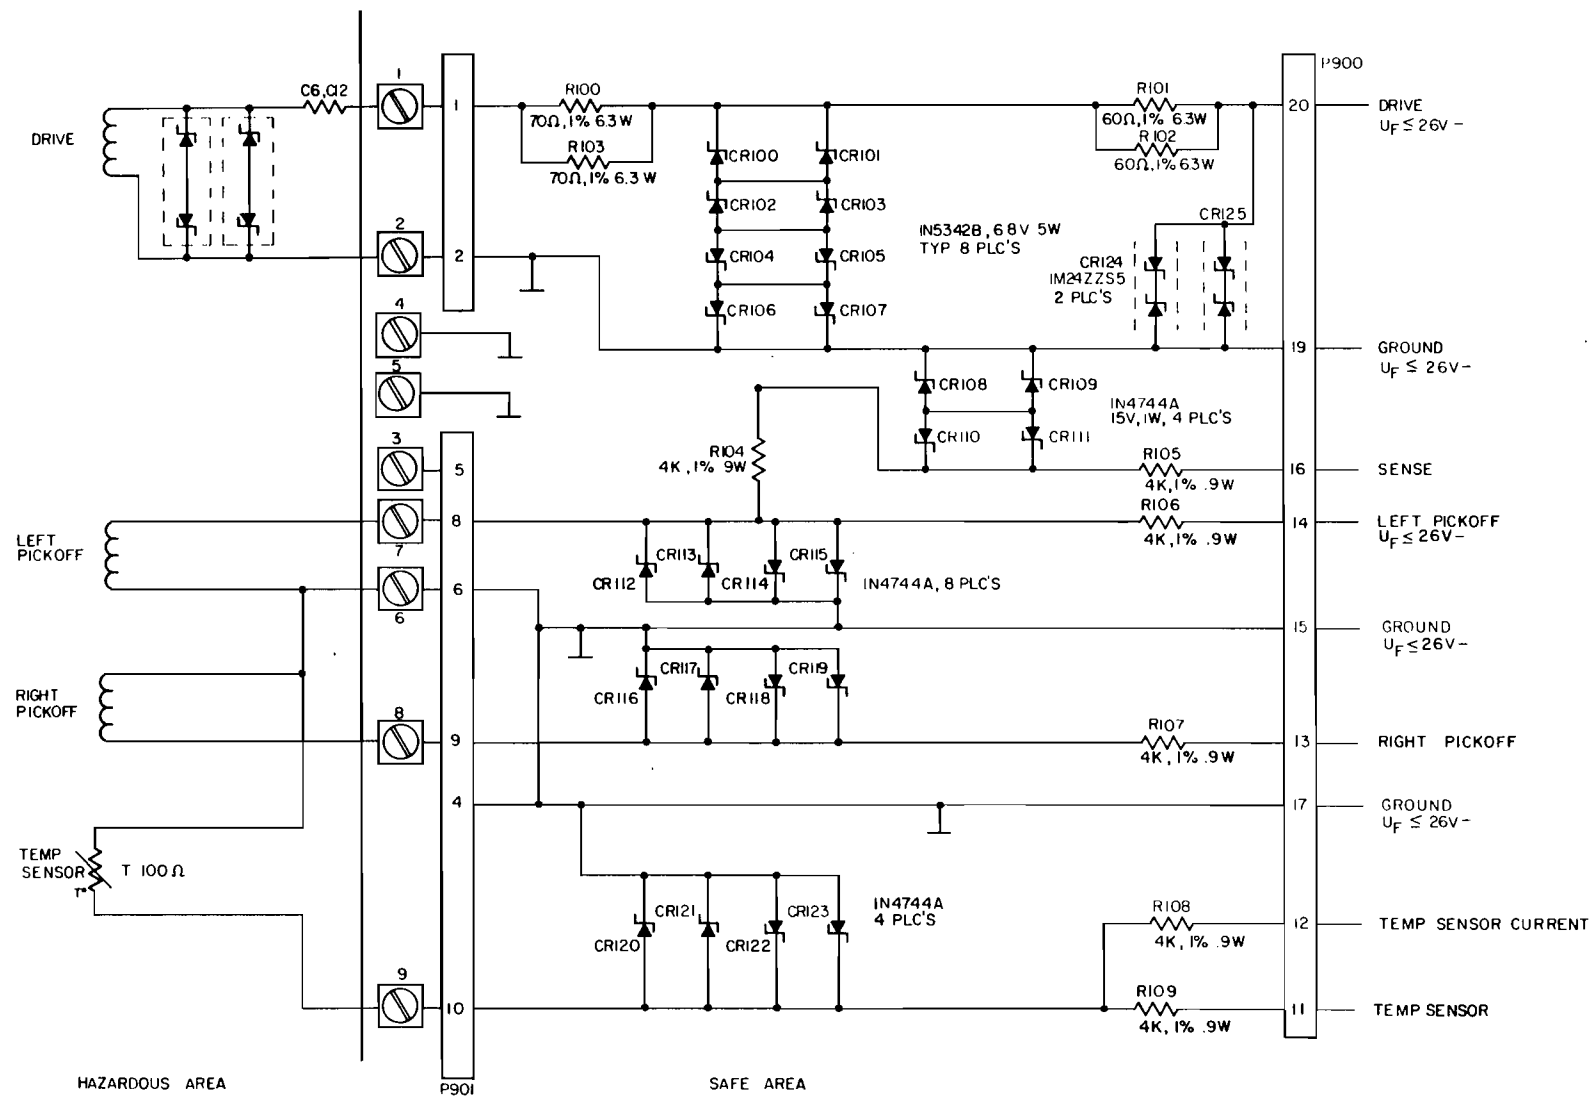 P900
1
C6,C12
R100
R101
1
20
DRIVE
70Ω,1% 6.3W
60Ω,1% 6.3W
U_F ≤ 26V-
DRIVE
R103
R102
CR100
CR101
60Ω,1% 6.3W
70Ω,1% 6.3W
CR102
CR103
CR125
2
IN5342B, 6.8V 5W
TYP 8 PLC'S
2
CR104
CR105
CR124
1M24ZZS5
2 PLC'S
4
CR106
CR107
19
GROUND
U_F ≤ 26V-
5
CR108
CR109
IN4744A
15V,1W, 4 PLC'S
3
R104
4K,1% .9W
CR110
CR111
R105
5
16
SENSE
4K,1% .9W
R106
8
14
LEFT PICKOFF
U_F ≤ 26V-
LEFT
PICKOFF
7
4K,1% .9W
CR113
CR115
CR112
CR114
IN4744A, 8 PLC'S
6
6
15
GROUND
U_F ≤ 26V-
CR117
CR119
RIGHT
PICKOFF
CR116
CR118
8
R107
9
13
RIGHT PICKOFF
4K,1% .9W
4
17
GROUND
U_F ≤ 26V-
TEMP
SENSOR
T 100Ω
T°
CR121
CR123
IN4744A
4 PLC'S
R108
CR120
CR122
12
TEMP SENSOR CURRENT
4K,1% .9W
9
R109
10
11
TEMP SENSOR
4K,1% .9W
HAZARDOUS AREA
P901
SAFE AREA